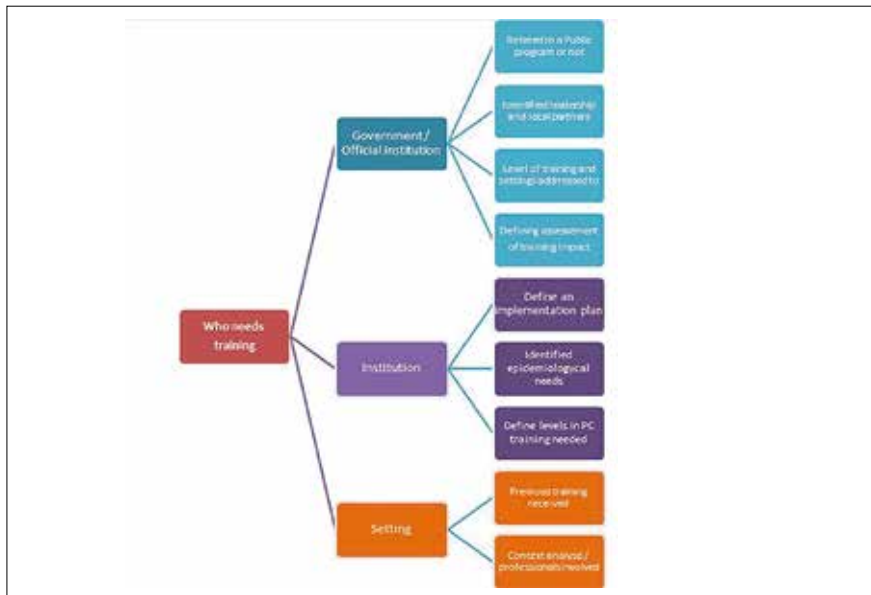 Related in a Public
program or not
Identified leadership
and local partners
Government /
Official Institution
Level of training and
settings addressed to
Defining assessment
of training impact
Define an
implementation plan
Who needs
training
Institution
Identified
epidemiological
needs
Define levels in PC
training needed
Previous training
received
Setting
Context analysis /
professionals involved